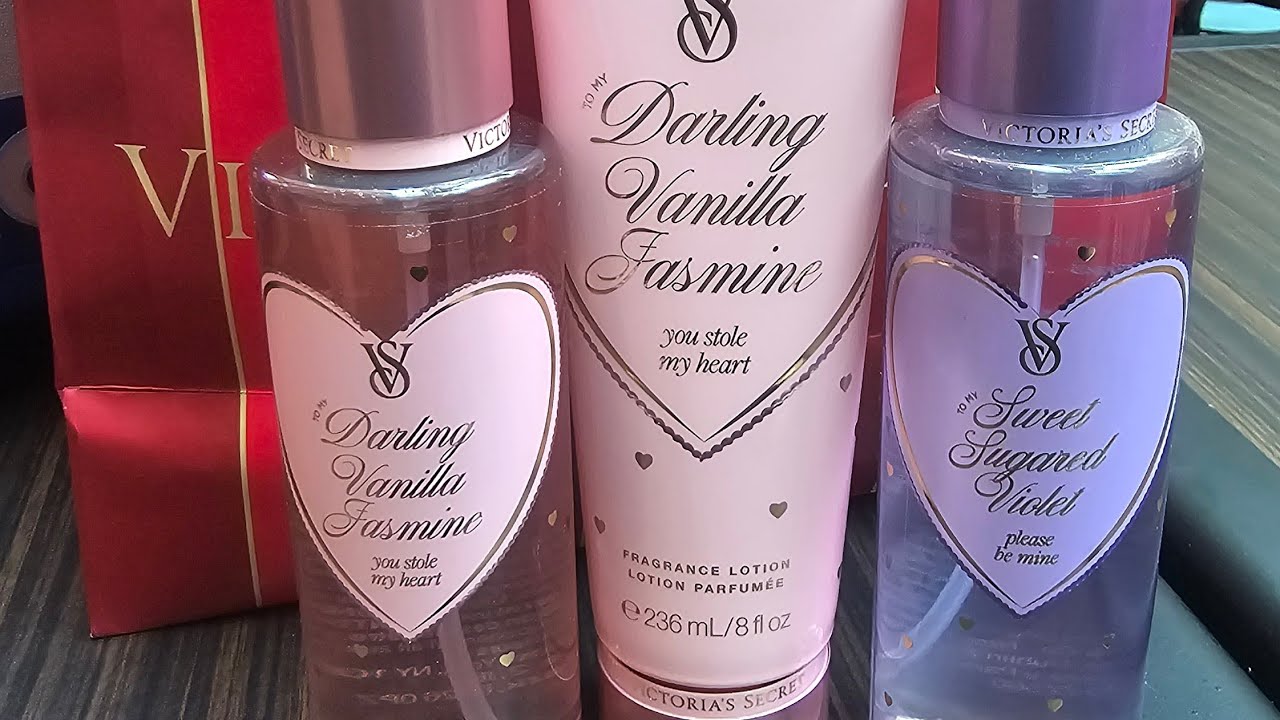 VI
SECRET
VICTOR
VS
TO MY
Darling
Vanilla
Jasmine
you stole
my heart
VS
TO MY
Darling
Vanilla
Jasmine
you stole
my heart
FRAGRANCE LOTION
LOTION PARFUMÉE
℮ 236 mL/8 fl oz
VICTORIA'S SECRET
VICTORIA'S SECRET
VS
TO MY
Sweet
Sugared
Violet
please
be mine